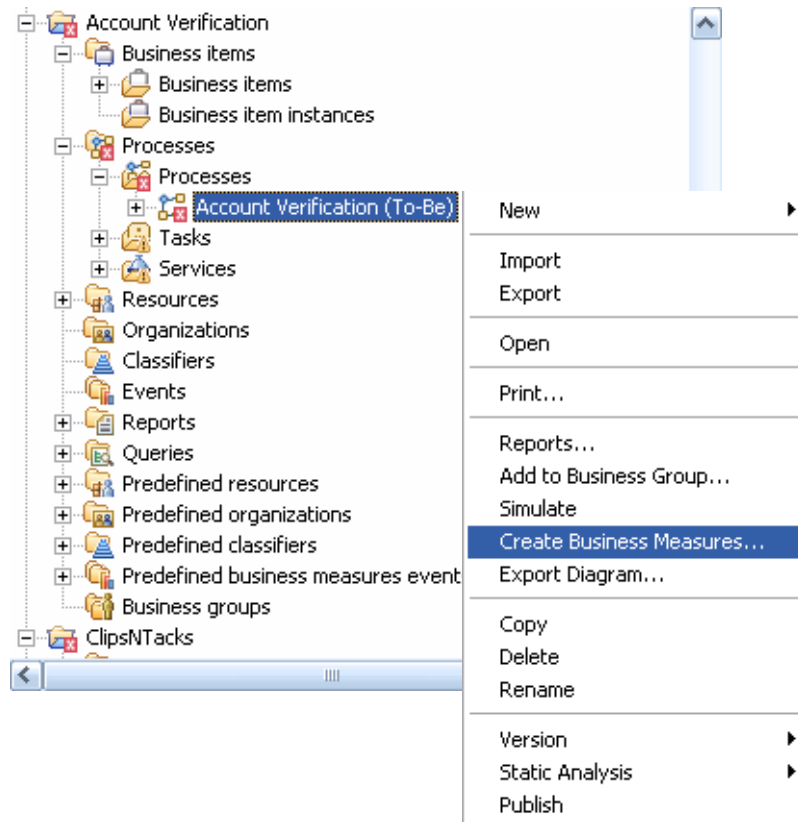 Account Verification
Business items
Business items
Business item instances
Processes
Processes
Account Verification (To-Be)
Tasks
Services
Resources
Organizations
Classifiers
Events
Reports
Queries
Predefined resources
Predefined organizations
Predefined classifiers
Predefined business measures event
Business groups
ClipsNTacks
New
Import
Export
Open
Print...
Reports...
Add to Business Group...
Simulate
Create Business Measures...
Export Diagram...
Copy
Delete
Rename
Version
Static Analysis
Publish